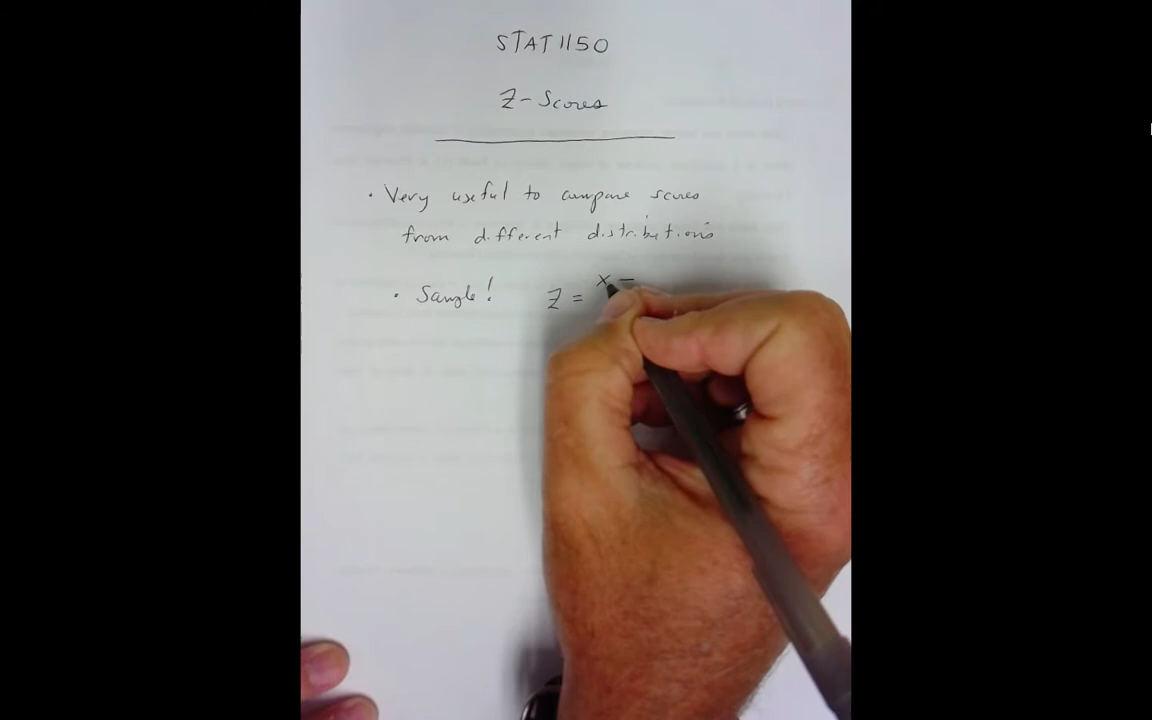 STAT 1150
Z-Scores
• Very useful to compare scores
from different distributions
• Sample! Z = x -